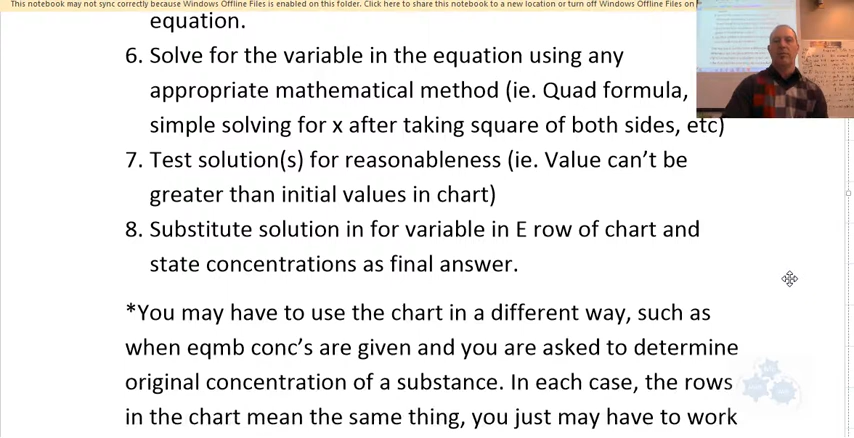 This notebook may not sync correctly because Windows Offline Files is enabled on this folder. Click here to share this notebook to a new location or turn off Windows Offline Files on
equation.
6. Solve for the variable in the equation using any
appropriate mathematical method (ie. Quad formula,
simple solving for x after taking square of both sides, etc)
7. Test solution(s) for reasonableness (ie. Value can’t be
greater than initial values in chart)
8. Substitute solution in for variable in E row of chart and
state concentrations as final answer.
*You may have to use the chart in a different way, such as
when eqmb conc’s are given and you are asked to determine
original concentration of a substance. In each case, the rows
in the chart mean the same thing, you just may have to work